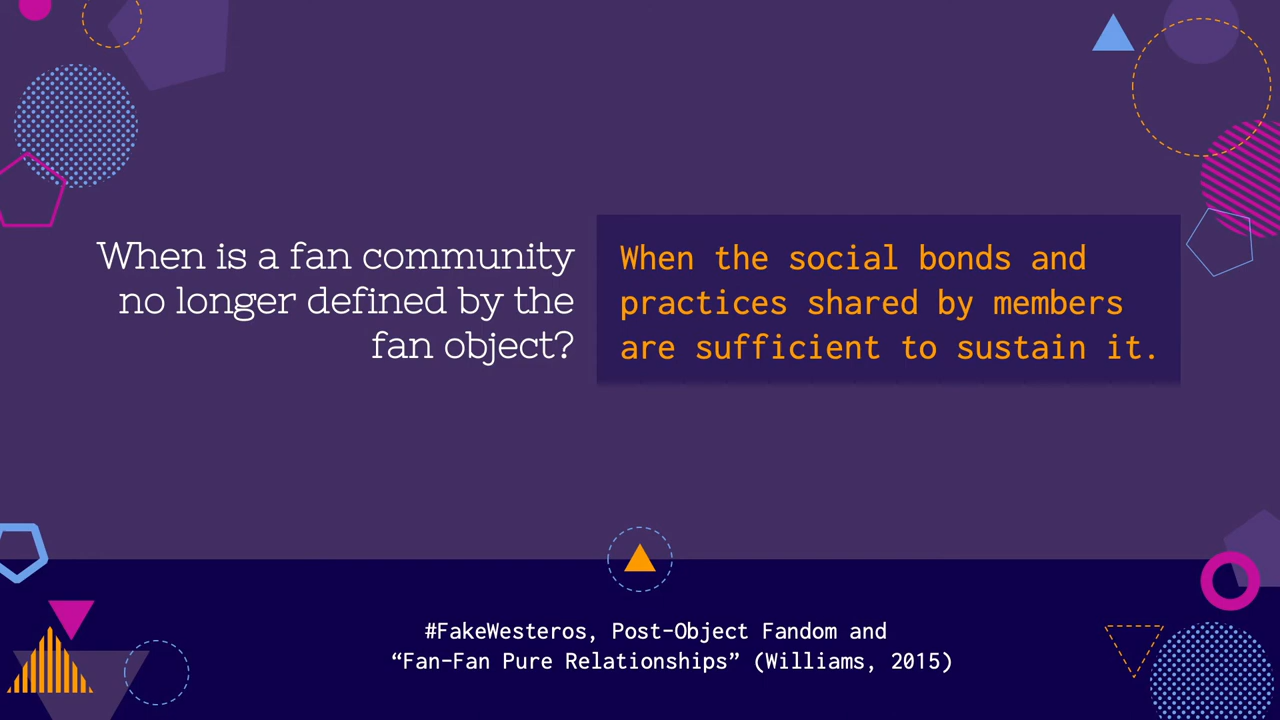 When is a fan community
no longer defined by the
fan object?
When the social bonds and
practices shared by members
are sufficient to sustain it.
#FakeWesteros, Post-Object Fandom and
“Fan-Fan Pure Relationships” (Williams, 2015)